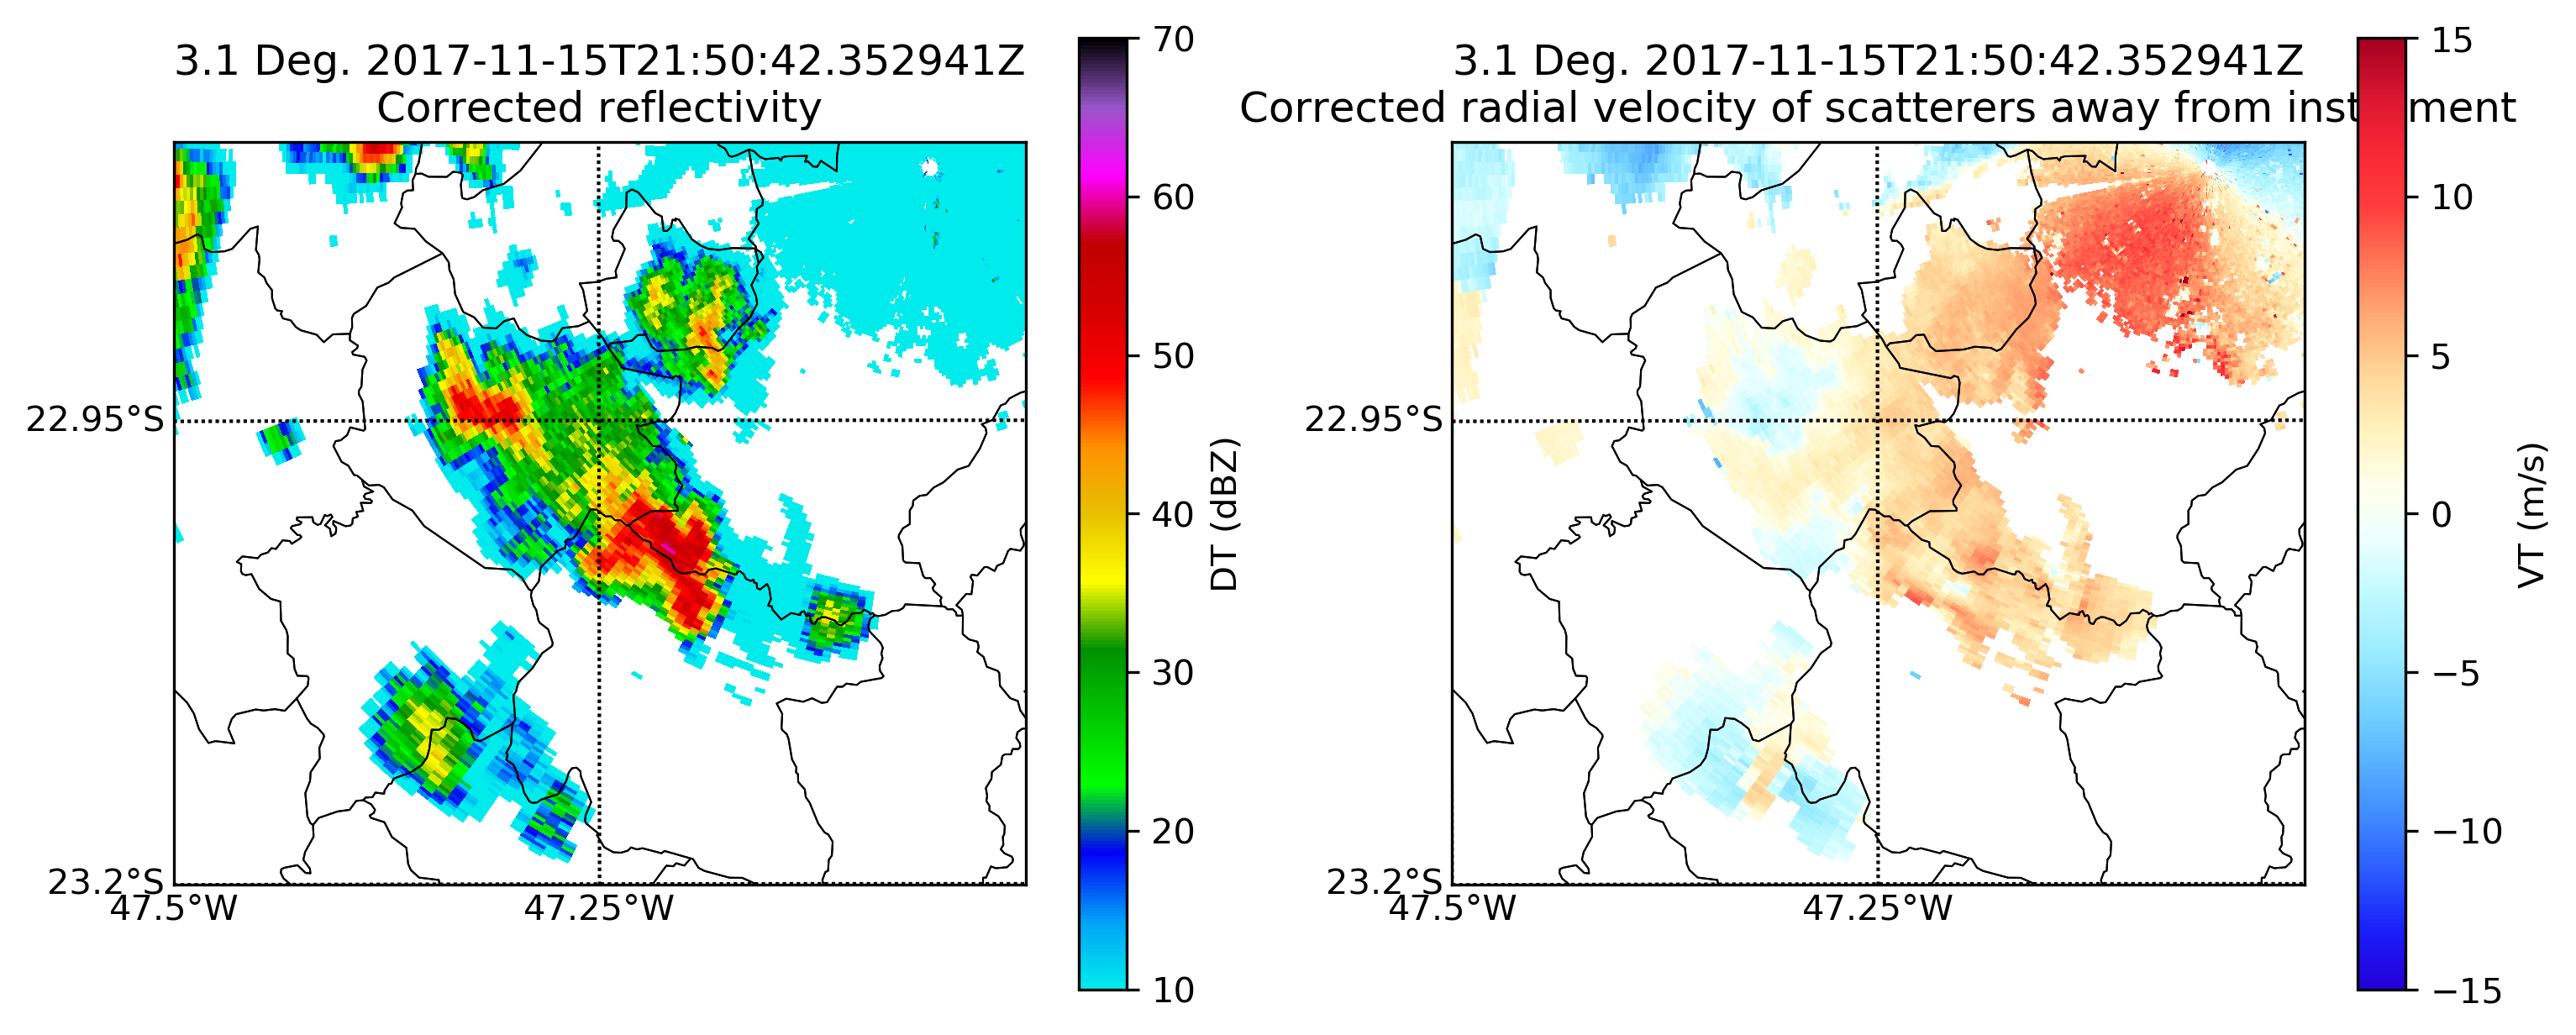 3.1 Deg. 2017-11-15T21:50:42.352941Z
Corrected reflectivity
22.95°S
23.2°S
47.5°W
47.25°W
70
60
50
40
30
20
10
DT (dBZ)
3.1 Deg. 2017-11-15T21:50:42.352941Z
Corrected radial velocity of scatterers away from inst ment
22.95°S
23.2°S
47.5°W
47.25°W
15
10
5
0
−5
−10
−15
VT (m/s)